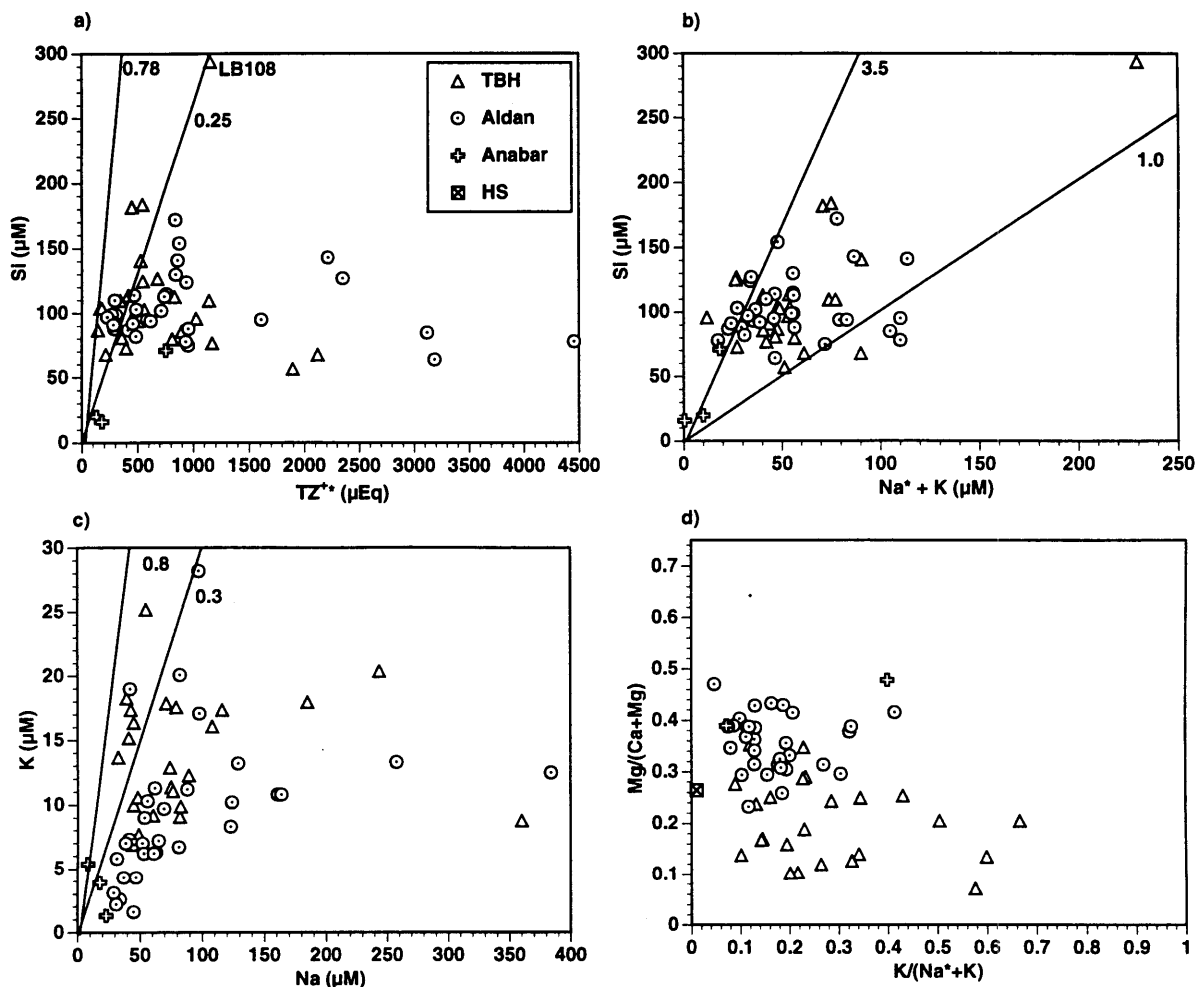 a)
300
250
200
150
100
50
0
Si (µM)
0.78
LB108
0.25
TBH
Aldan
Anabar
HS
0 500 1000 1500 2000 2500 3000 3500 4000 4500
TZ⁺* (µEq)
b)
300
250
200
150
100
50
0
Si (µM)
3.5
1.0
0 50 100 150 200 250
Na* + K (µM)
c)
30
25
20
15
10
5
0
K (µM)
0.8
0.3
0 50 100 150 200 250 300 350 400
Na (µM)
d)
0.7
0.6
0.5
0.4
0.3
0.2
0.1
0
Mg/(Ca+Mg)
0 0.1 0.2 0.3 0.4 0.5 0.6 0.7 0.8 0.9 1
K/(Na*+K)